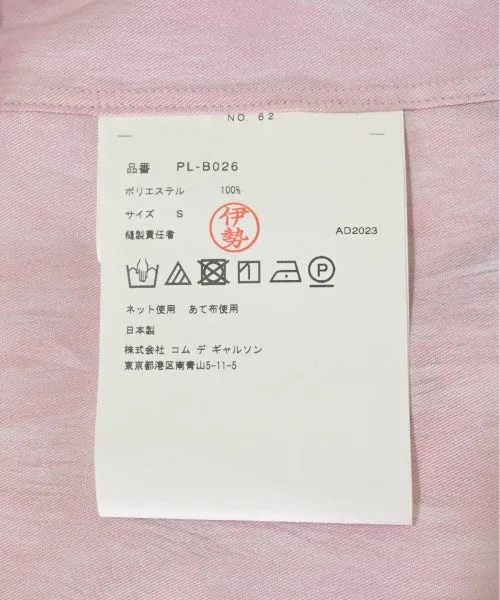 NO. 62
品番 PL-B026
ポリエステル 100%
サイズ S
伊勢
縫製責任者 AD2023
P
ネット使用 あて布使用
日本製
株式会社 コム デ ギャルソン
東京都港区南青山5-11-5